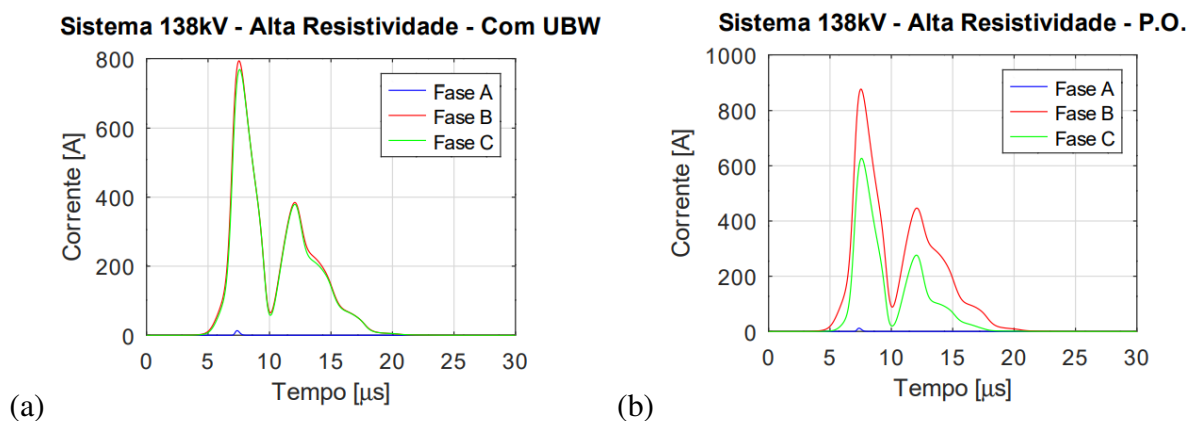 Sistema 138kV - Alta Resistividade - Com UBW
800
600
400
200
0
Corrente [A]
Fase A
Fase B
Fase C
0 5 10 15 20 25 30
Tempo [μs]
(a)
Sistema 138kV - Alta Resistividade - P.O.
1000
800
600
400
200
0
Corrente [A]
Fase A
Fase B
Fase C
0 5 10 15 20 25 30
Tempo [μs]
(b)